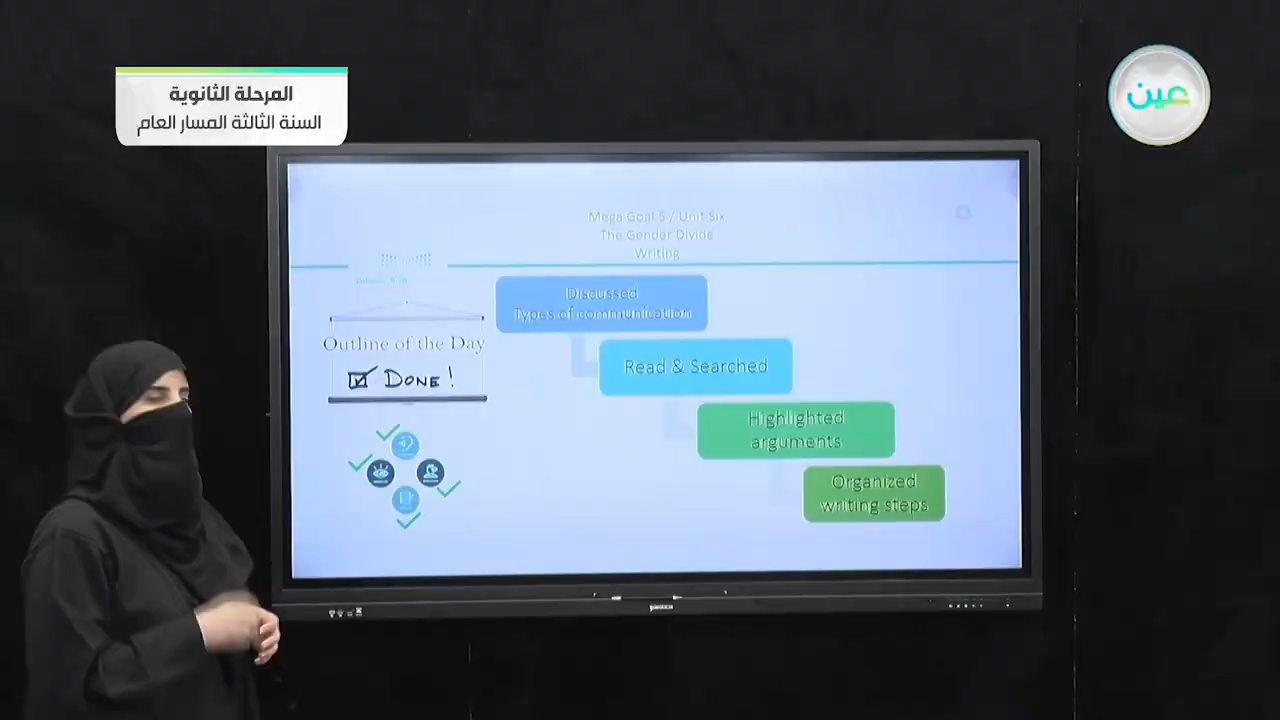 المرحلة الثانوية
السنة الثالثة المسار العام
عين
Mega Goal 5 / Unit Six
The Gender Divide
Writing
Outline of the Day
DONE!
Discussed
Types of communication
Read & Searched
Highlighted
arguments
Organized
writing steps